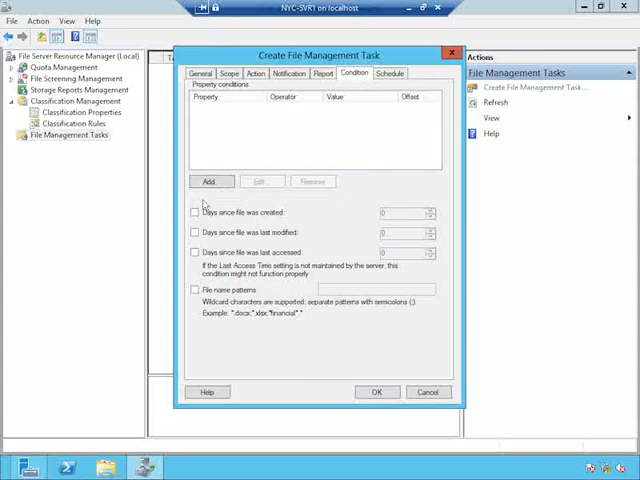 NYC-SVR1 on localhost
File Action View Help
File Server Resource Manager (Local)
Quota Management
File Screening Management
Storage Reports Management
Classification Management
Classification Properties
Classification Rules
File Management Tasks
Create File Management Task
General Scope Action Notification Report Condition Schedule
Property conditions
Property Operator Value Offset
Add. Edit... Remove
Days since file was created: 0
Days since file was last modified: 0
Days since file was last accessed: 0
If the Last Access Time setting is not maintained by the server, this
condition might not function properly
File name patterns
Wildcard characters are supported; separate patterns with semicolons (;).
Example: *.docx;*.xlsx;*financial*.*
Help OK Cancel
Actions
File Management Tasks
Create File Management Task...
Refresh
View
Help